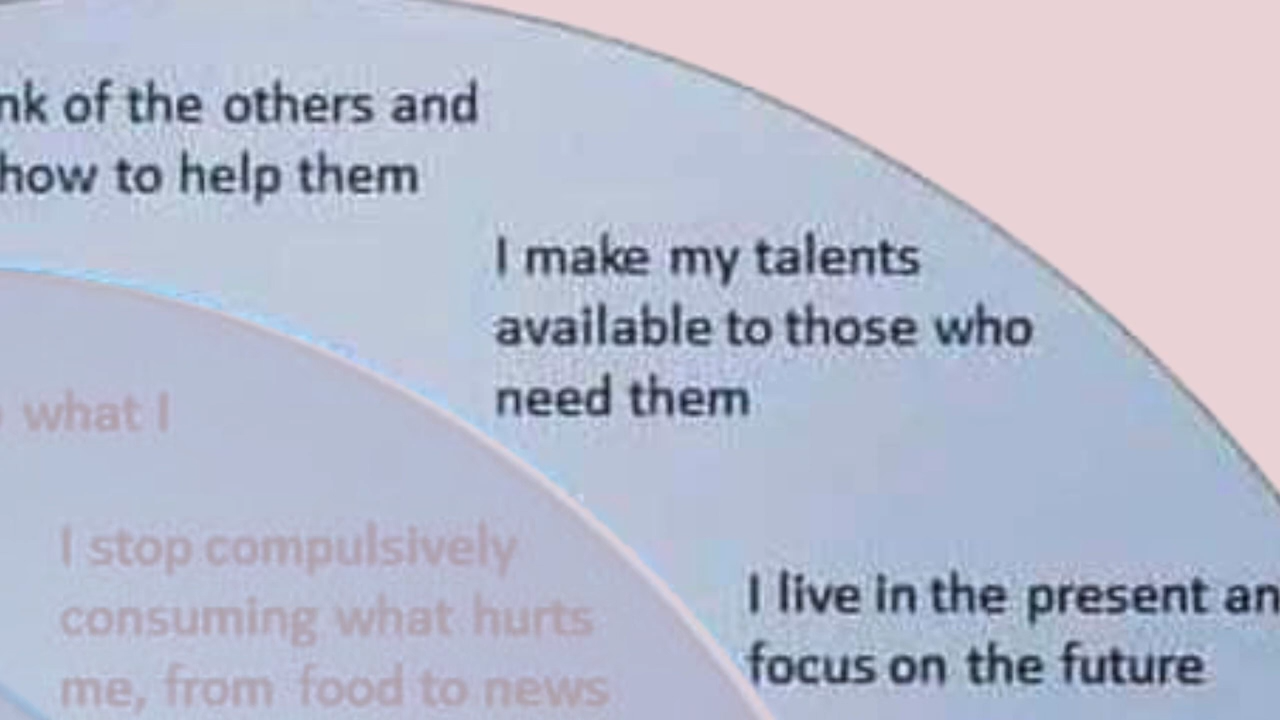 nk of the others and
how to help them
I make my talents
available to those who
need them
what I
I stop compulsively
consuming what hurts
me, from food to news
I live in the present an
focus on the future